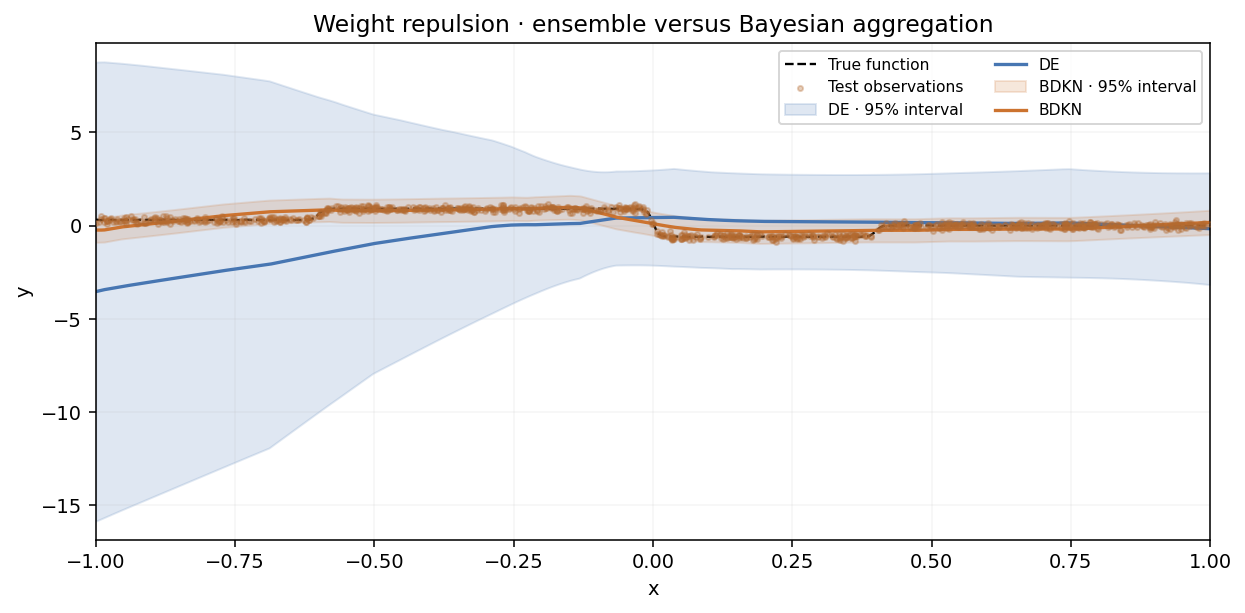 Weight repulsion · ensemble versus Bayesian aggregation
True function
Test observations
DE · 95% interval
DE
BDKN · 95% interval
BDKN
y
5
0
−5
−10
−15
−1.00 −0.75 −0.50 −0.25 0.00 0.25 0.50 0.75 1.00
x